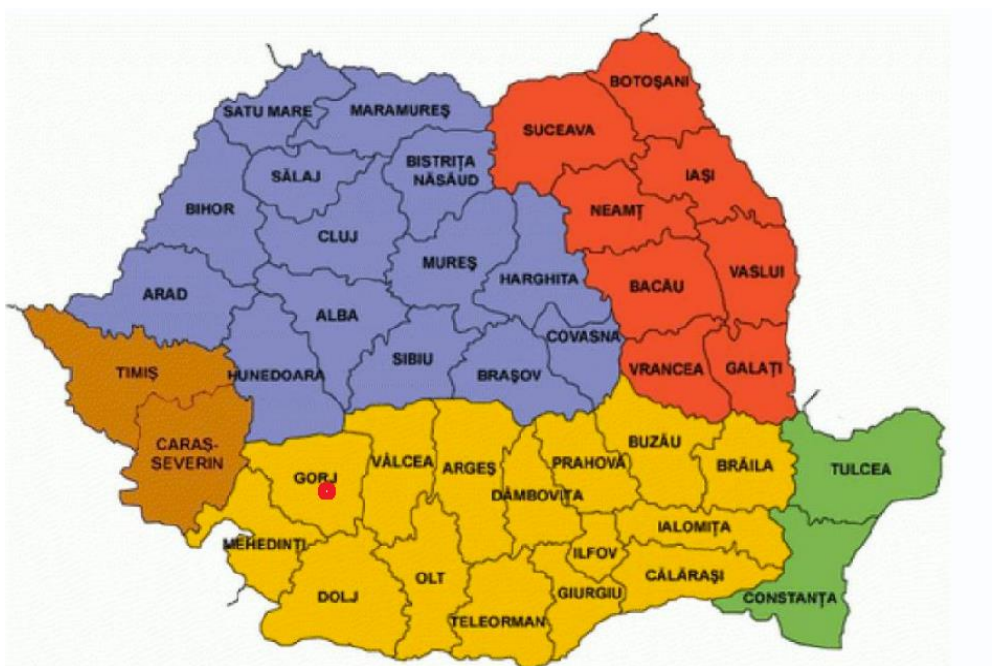 BOTOŞANI
SATU MARE
MARAMUREŞ
SUCEAVA
BISTRIŢA
NĂSĂUD
SĂLAJ
IAŞI
BIHOR
NEAMŢ
CLUJ
MUREŞ
HARGHITA
VASLUI
BACĂU
ARAD
ALBA
COVASNA
SIBIU
TIMIŞ
HUNEDOARA
BRAŞOV
VRANCEA
GALAŢI
CARAŞ-
SEVERIN
BUZĂU
VÂLCEA
ARGEŞ
PRAHOVA
BRĂILA
TULCEA
GORJ
DÂMBOVIŢA
IALOMIŢA
MEHEDINŢI
ILFOV
OLT
CĂLĂRAŞI
DOLJ
GIURGIU
CONSTANŢA
TELEORMAN